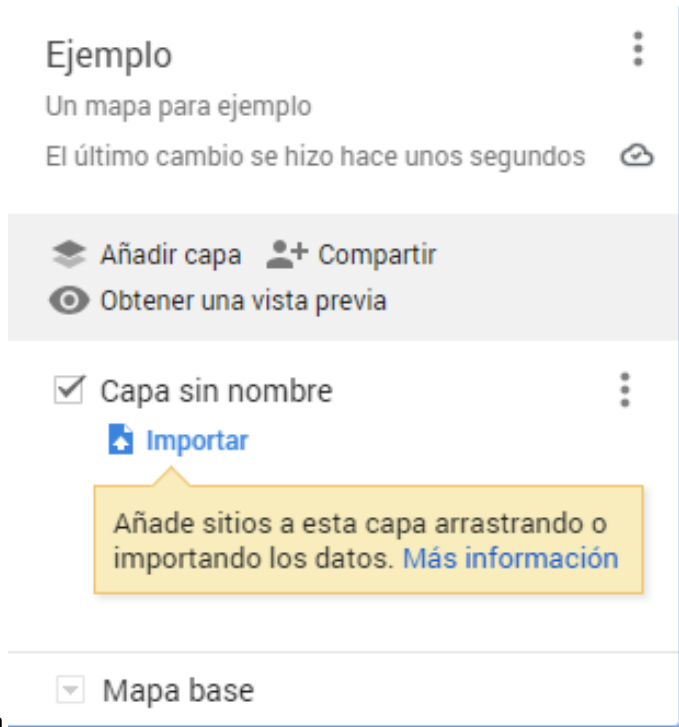 Ejemplo
Un mapa para ejemplo
El último cambio se hizo hace unos segundos
Añadir capa Compartir
Obtener una vista previa
Capa sin nombre
Importar
Añade sitios a esta capa arrastrando o
importando los datos. Más información
Mapa base